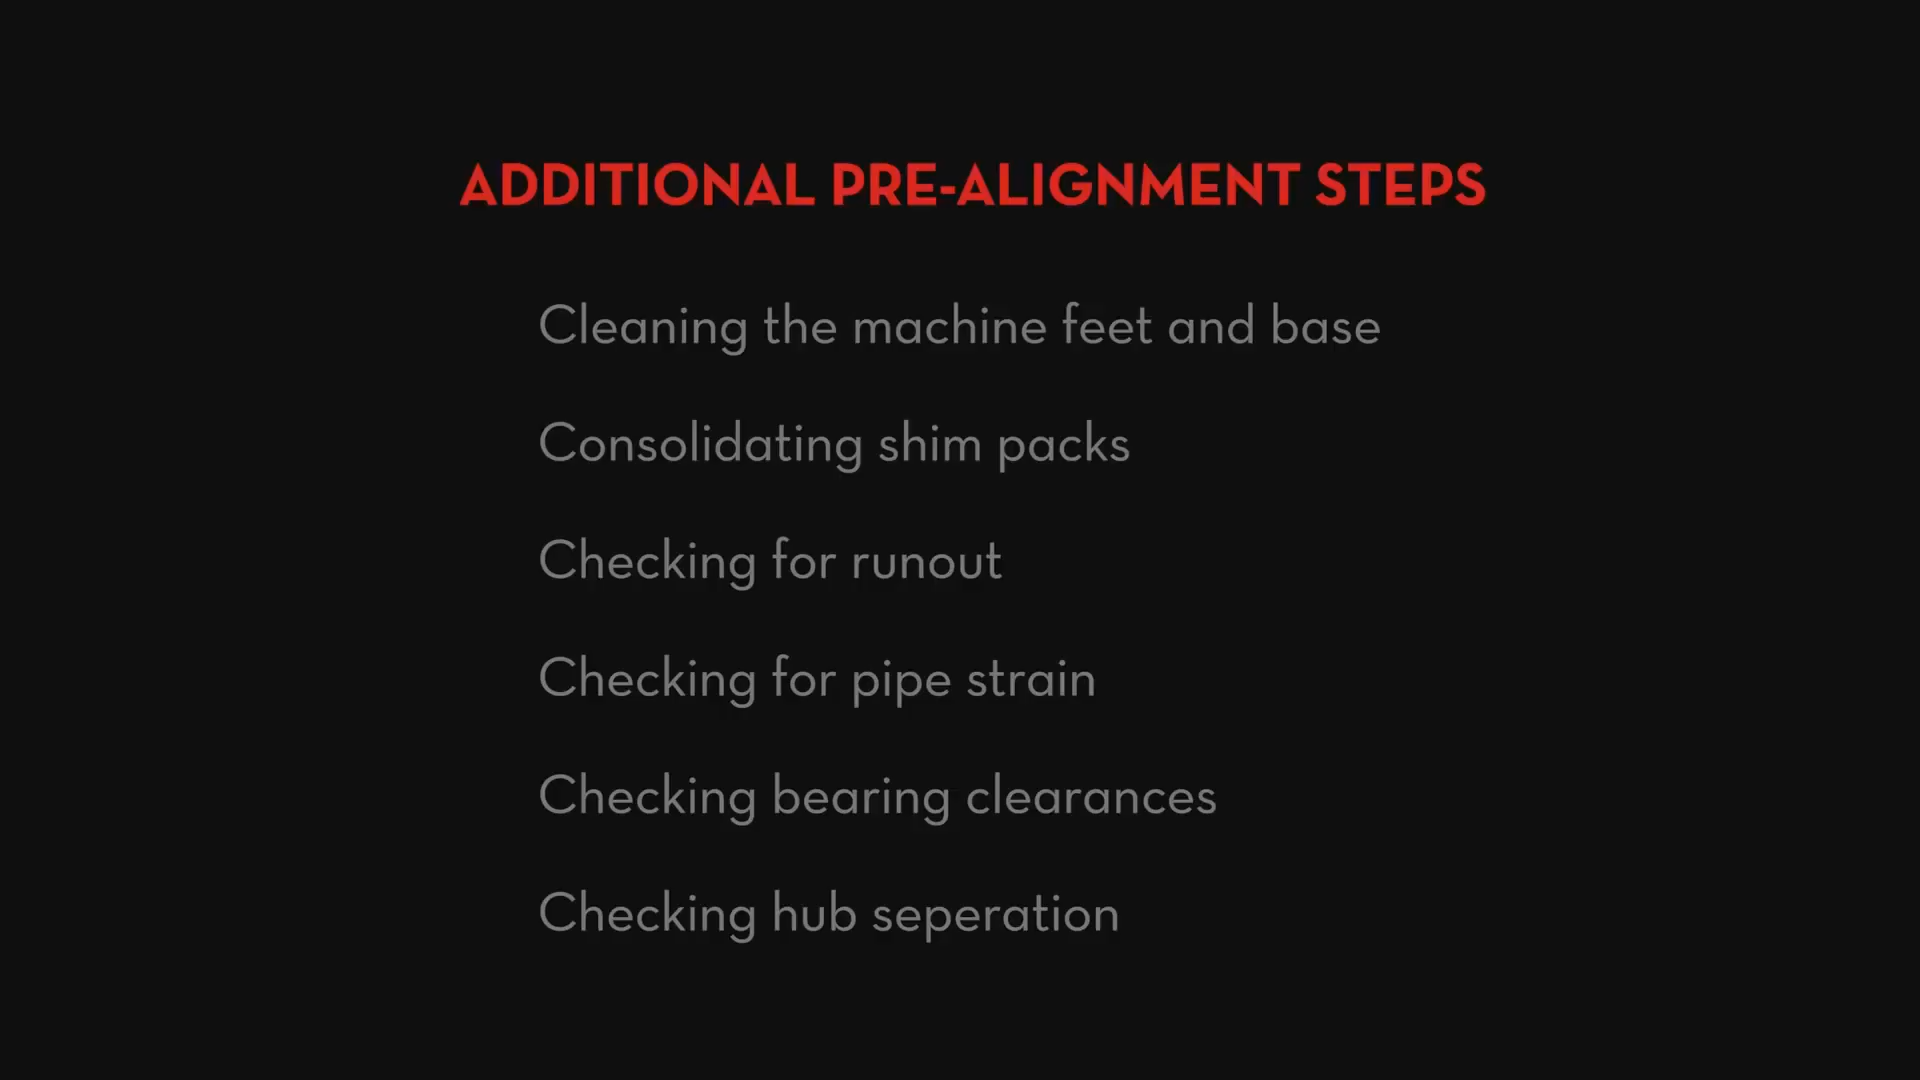 ADDITIONAL PRE-ALIGNMENT STEPS
Cleaning the machine feet and base
Consolidating shim packs
Checking for runout
Checking for pipe strain
Checking bearing clearances
Checking hub seperation